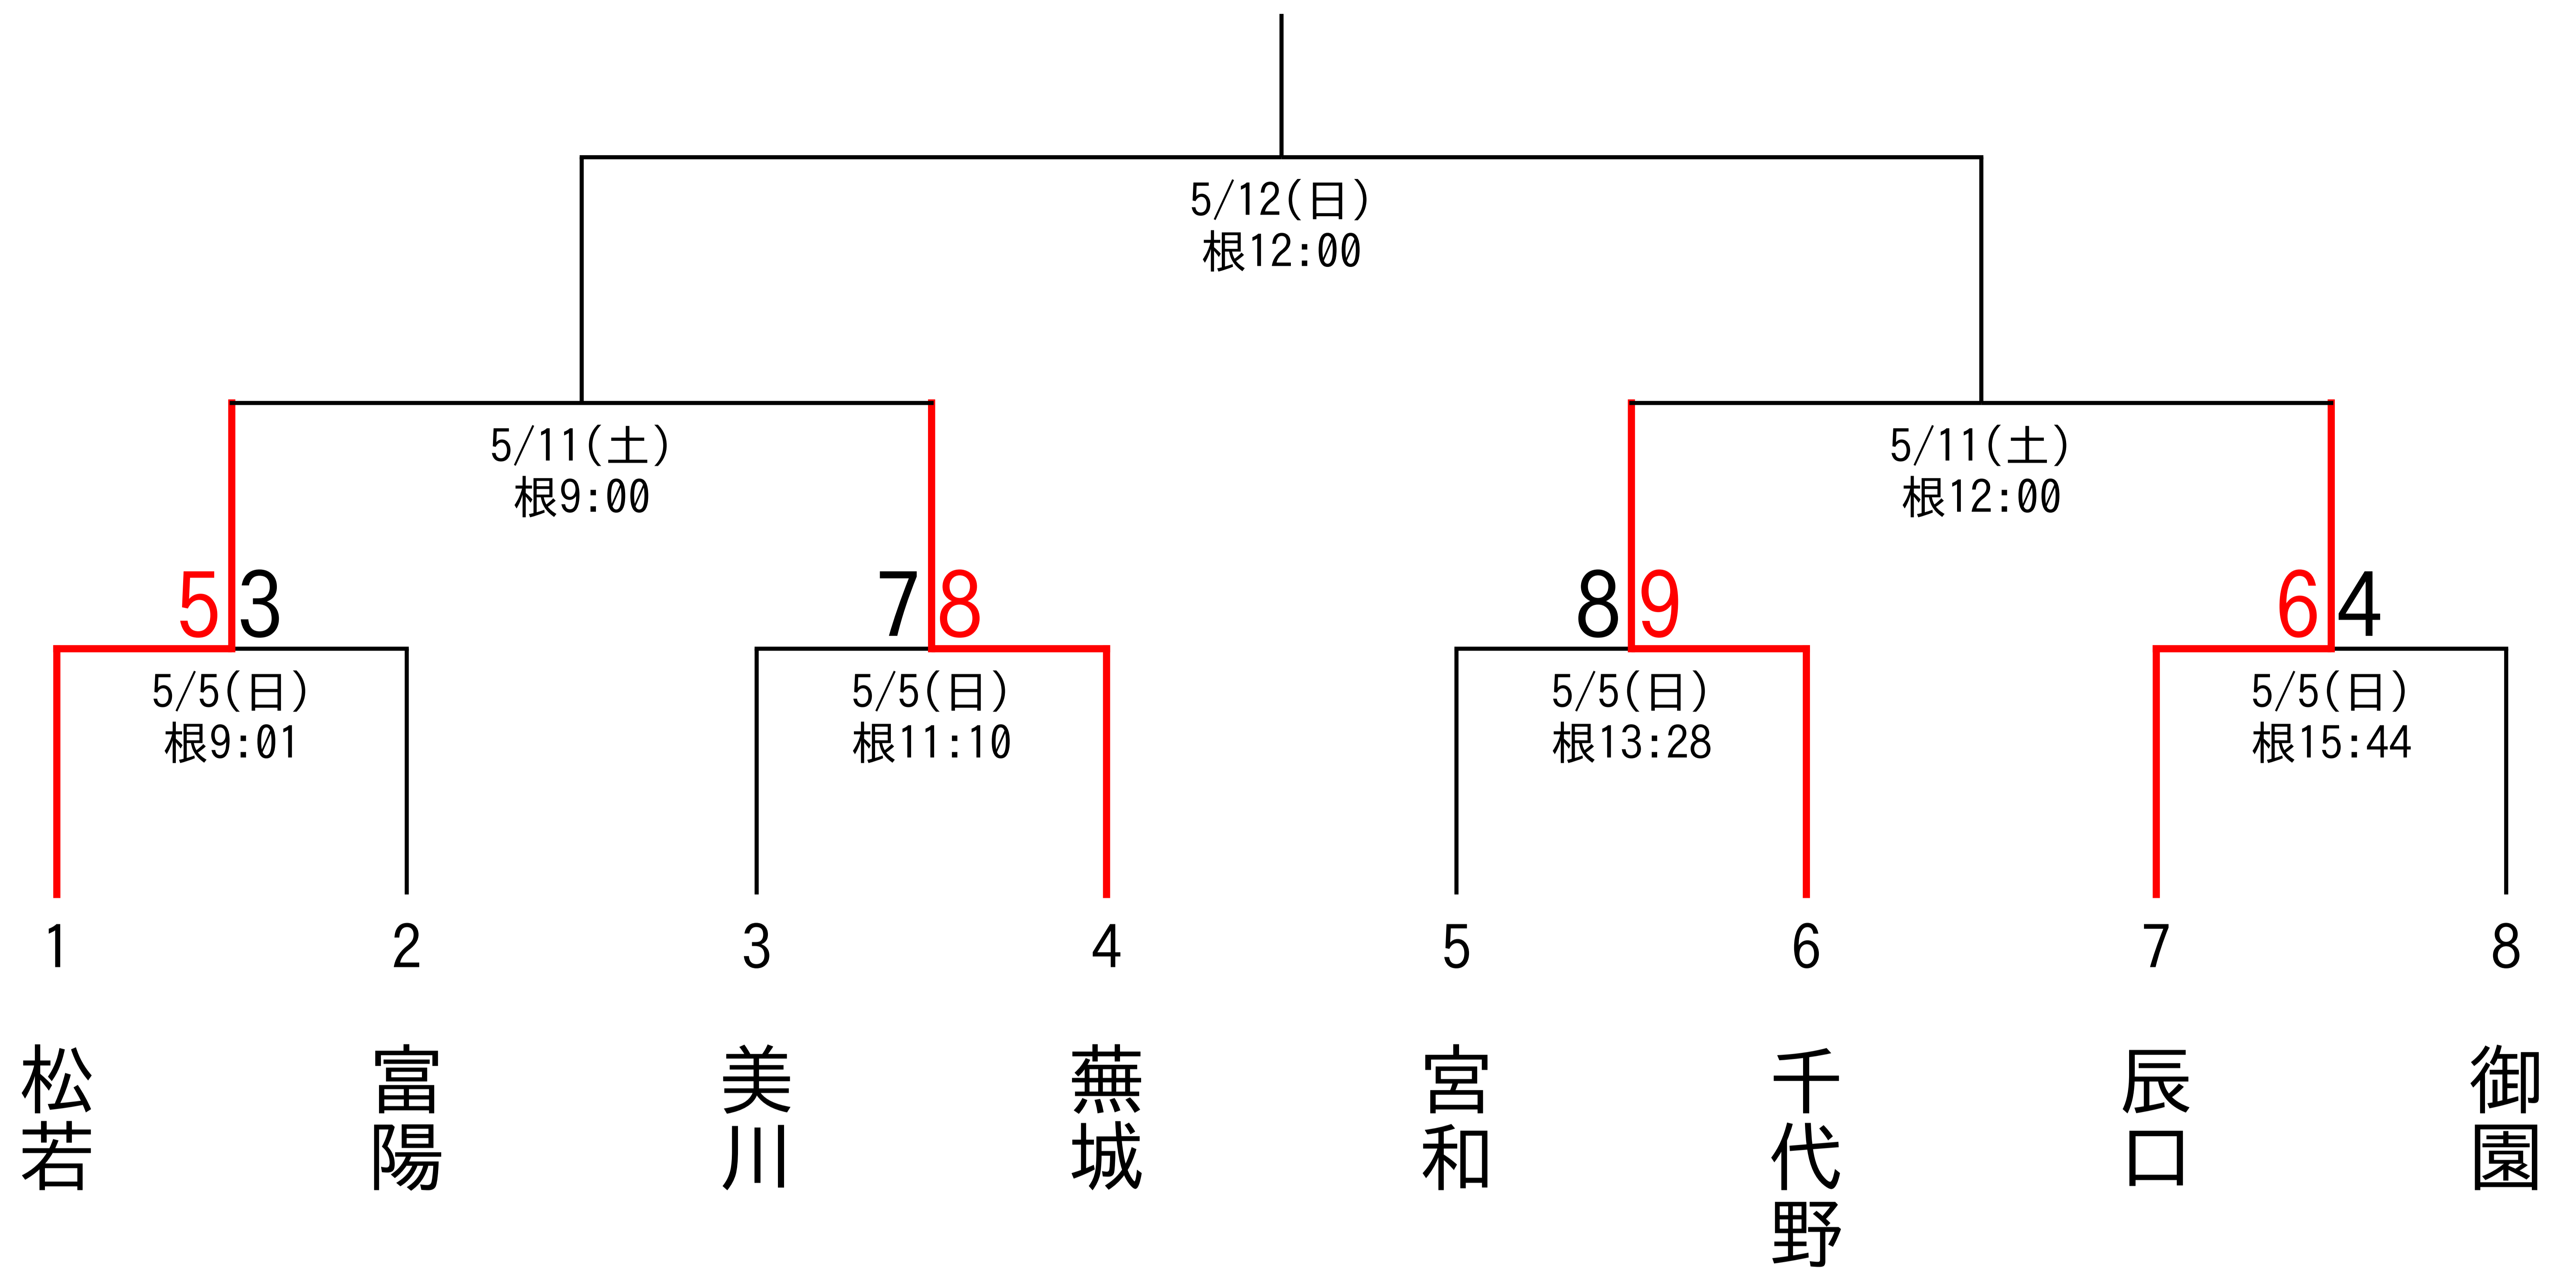 5/12(日)
根12:00
5/11(土)
根9:00
5/11(土)
根12:00
5 3
7 8
8 9
6 4
5/5(日)
根9:01
5/5(日)
根11:10
5/5(日)
根13:28
5/5(日)
根15:44
1
2
3
4
5
6
7
8
松若
富陽
美川
蕪城
宮和
千代野
辰口
御園